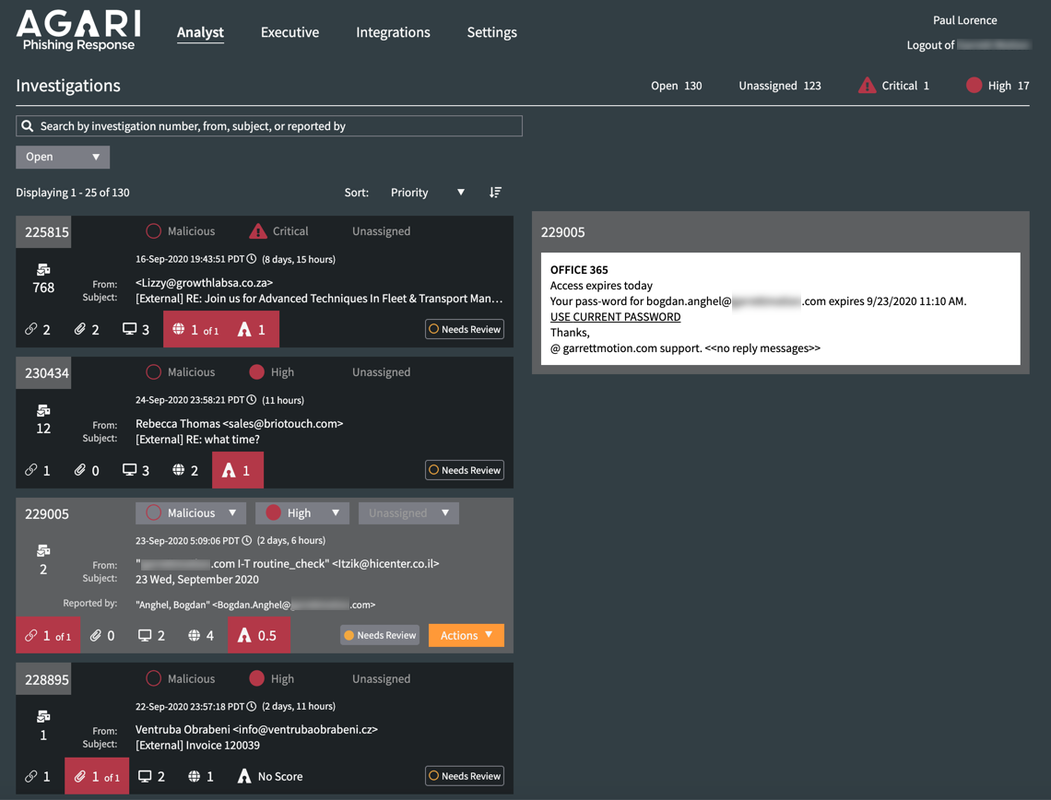 AGARI
Phishing Response
Analyst Executive Integrations Settings
Paul Lorence
Logout of
Investigations
Open 130 Unassigned 123 Critical 1 High 17
Search by investigation number, from, subject, or reported by
Open
Displaying 1 - 25 of 130
Sort: Priority
225815 Malicious Critical Unassigned
16-Sep-2020 19:43:51 PDT (8 days, 15 hours)
768
From: <Lizzy@growthlabsa.co.za>
Subject: [External] RE: Join us for Advanced Techniques In Fleet & Transport Man...
2 2 3 1 of 1 1 Needs Review
230434 Malicious High Unassigned
24-Sep-2020 23:58:21 PDT (11 hours)
12
From: Rebecca Thomas <sales@briotouch.com>
Subject: [External] RE: what time?
1 0 3 2 1 Needs Review
229005 Malicious High Unassigned
23-Sep-2020 5:09:06 PDT (2 days, 6 hours)
2
From: " .com I-T routine_check" <Itzik@hicenter.co.il>
Subject: 23 Wed, September 2020
Reported by: "Anghel, Bogdan" <Bogdan.Anghel@ .com>
1 of 1 0 2 4 0.5 Needs Review Actions
228895 Malicious High Unassigned
22-Sep-2020 23:57:18 PDT (2 days, 11 hours)
1
From: Ventruba Obrabeni <info@ventrubaobrabeni.cz>
Subject: [External] Invoice 120039
1 1 of 1 2 1 No Score Needs Review
229005
OFFICE 365
Access expires today
Your pass-word for bogdan.anghel@ .com expires 9/23/2020 11:10 AM.
USE CURRENT PASSWORD
Thanks,
@ garrettmotion.com support. <<no reply messages>>